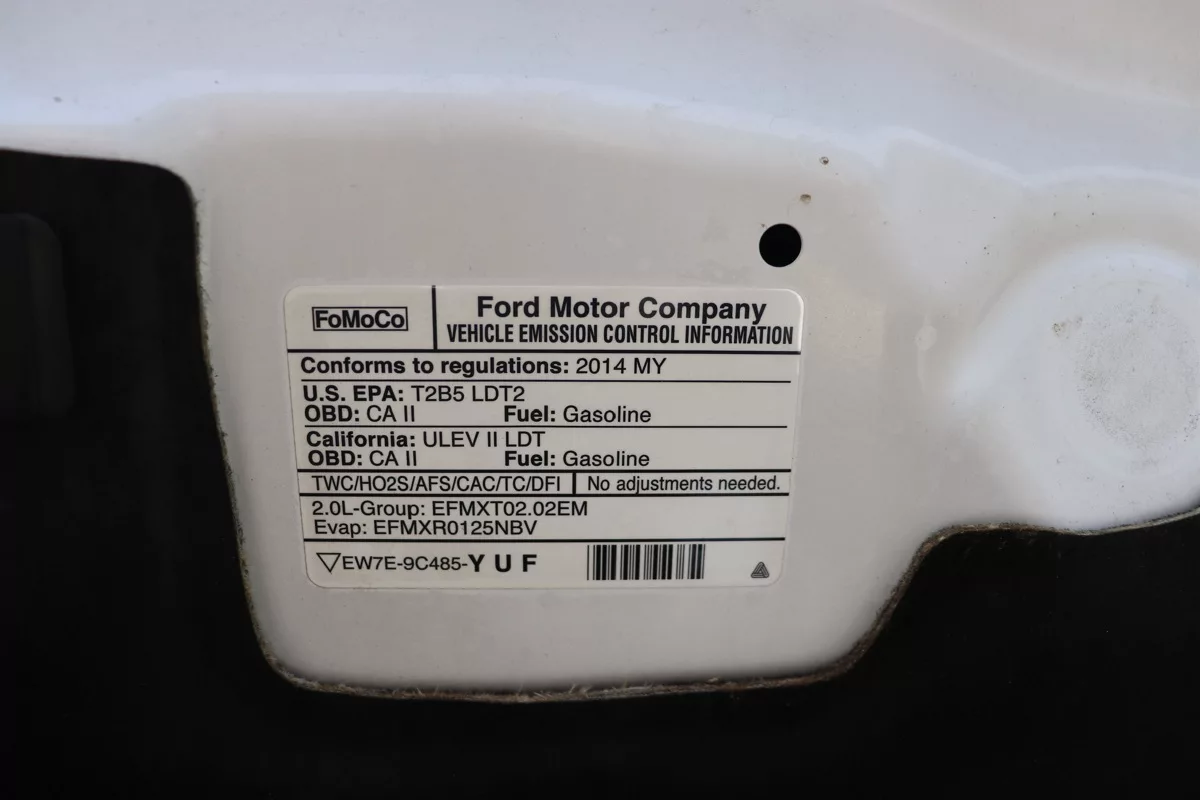 FoMoCo
Ford Motor Company
VEHICLE EMISSION CONTROL INFORMATION
Conforms to regulations: 2014 MY
U.S. EPA: T2B5 LDT2
OBD: CA II Fuel: Gasoline
California: ULEV II LDT
OBD: CA II Fuel: Gasoline
TWC/HO2S/AFS/CAC/TC/DFI No adjustments needed.
2.0L-Group: EFMXT02.02EM
Evap: EFMXR0125NBV
EW7E-9C485-Y U F